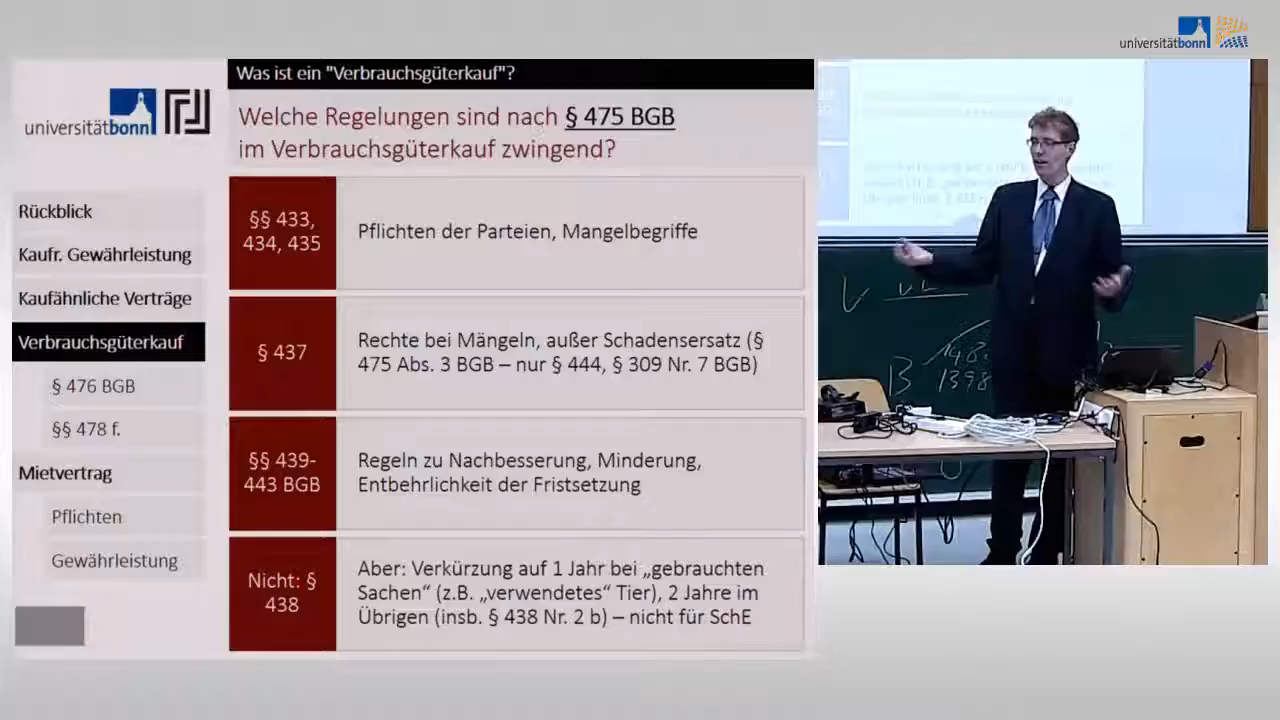 universitätbonn
Was ist ein "Verbrauchsgüterkauf"?
universitätbonn
Welche Regelungen sind nach § 475 BGB
im Verbrauchsgüterkauf zwingend?
Rückblick
Kaufr. Gewährleistung
Kaufähnliche Verträge
Verbrauchsgüterkauf
§ 476 BGB
§§ 478 f.
Mietvertrag
Pflichten
Gewährleistung
§§ 433,
434, 435
Pflichten der Parteien, Mangelbegriffe
§ 437
Rechte bei Mängeln, außer Schadensersatz (§
475 Abs. 3 BGB – nur § 444, § 309 Nr. 7 BGB)
§§ 439-
443 BGB
Regeln zu Nachbesserung, Minderung,
Entbehrlichkeit der Fristsetzung
Nicht: §
438
Aber: Verkürzung auf 1 Jahr bei „gebrauchten
Sachen“ (z.B. „verwendetes“ Tier), 2 Jahre im
Übrigen (insb. § 438 Nr. 2 b) – nicht für SchE
B
1398